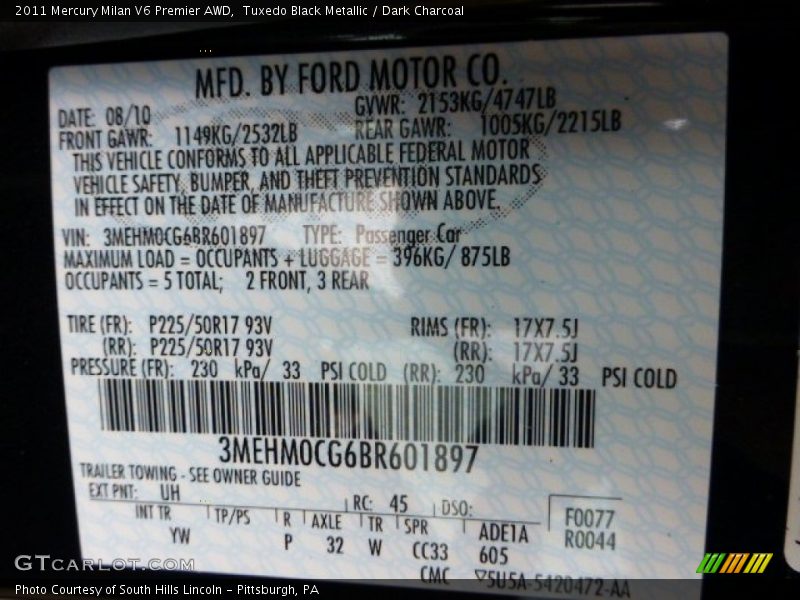 2011 Mercury Milan V6 Premier AWD,  Tuxedo Black Metallic / Dark Charcoal
MFD. BY FORD MOTOR CO.
DATE: 08/10 GVWR: 2153KG/4747LB
FRONT GAWR: 1149KG/2532LB REAR GAWR: 1005KG/2215LB
THIS VEHICLE CONFORMS TO ALL APPLICABLE FEDERAL MOTOR
VEHICLE SAFETY, BUMPER, AND THEFT PREVENTION STANDARDS
IN EFFECT ON THE DATE OF MANUFACTURE SHOWN ABOVE.
VIN: 3MEHM0CG6BR601897 TYPE: Passenger Car
MAXIMUM LOAD = OCCUPANTS + LUGGAGE = 396KG/ 875LB
OCCUPANTS = 5 TOTAL; 2 FRONT, 3 REAR
TIRE (FR): P225/50R17 93V RIMS (FR): 17X7.5J
(RR): P225/50R17 93V (RR): 17X7.5J
PRESSURE (FR): 230 kPa/ 33 PSI COLD (RR): 230 kPa/ 33 PSI COLD
3MEHM0CG6BR601897
TRAILER TOWING - SEE OWNER GUIDE
EXT PNT: UH RC: 45 DSO:
INT TR TP/PS R AXLE TR SPR ADE1A F0077
YW P 32 W CC33 605 R0044
CMC ▽5U5A-5420472-AA
GTCARLOT.COM
Photo Courtesy of South Hills Lincoln – Pittsburgh, PA